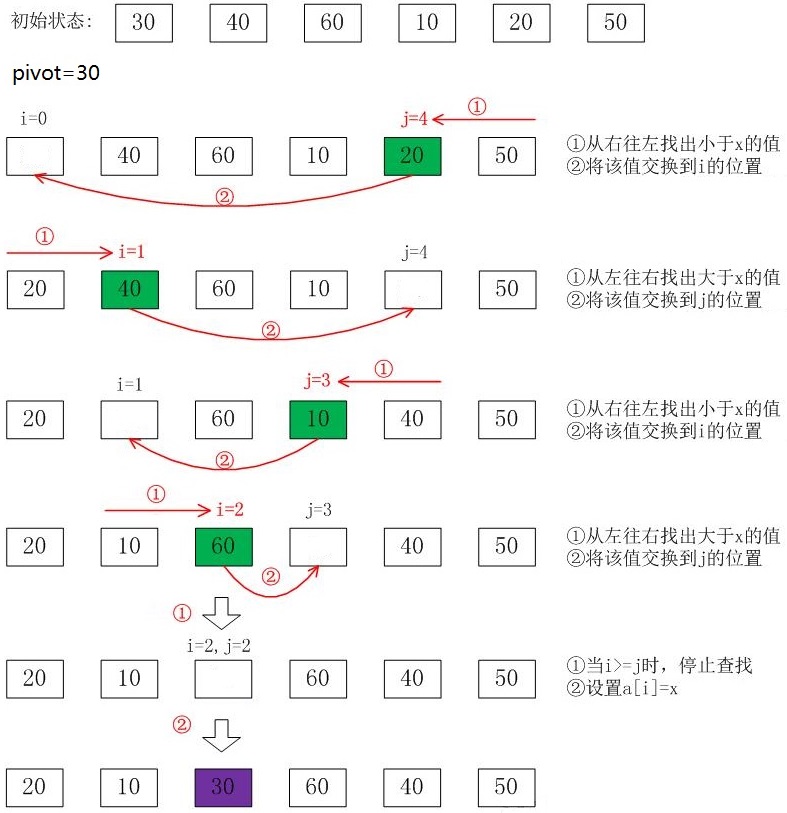 初始状态: 30 40 60 10 20 50
pivot=30
i=0 j=4 ①
40 60 10 20 50 ①从右往左找出小于x的值
② ②将该值交换到i的位置
① i=1 j=4
20 40 60 10 50 ①从左往右找出大于x的值
② ②将该值交换到j的位置
i=1 j=3 ①
20 60 10 40 50 ①从右往左找出小于x的值
② ②将该值交换到i的位置
① i=2 j=3
20 10 60 40 50 ①从左往右找出大于x的值
② ②将该值交换到j的位置
①
i=2,j=2
20 10 60 40 50 ①当i>=j时，停止查找
②设置a[i]=x
②
20 10 30 60 40 50